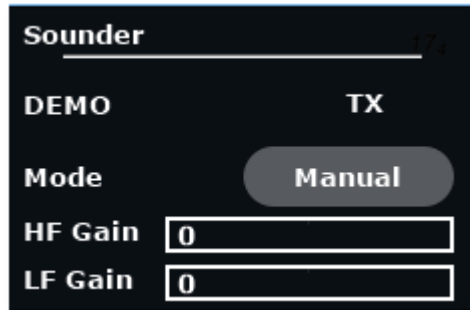 Sounder
DEMO TX
Mode Manual
HF Gain 0
LF Gain 0